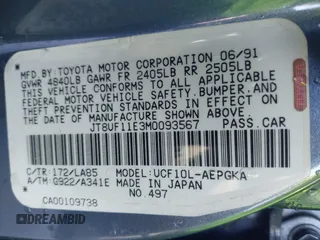 MFD. BY TOYOTA MOTOR CORPORATION 06/91
GVWR 4840LB GAWR FR 2405LB RR 2505LB
THIS VEHICLE CONFORMS TO ALL APPLICABLE
FEDERAL MOTOR VEHICLE SAFETY,BUMPER,AND
THEFT PREVENTION STANDARDS IN EFFECT ON
THE DATE OF MANUFACTURE SHOWN ABOVE.
JT8UF11E3M0093567 PASS.CAR
C/TR:172/LA85 MODEL:UCF10L-AEPGKA
A/TM:Q922/A341E MADE IN JAPAN
CA00109738 NO.497